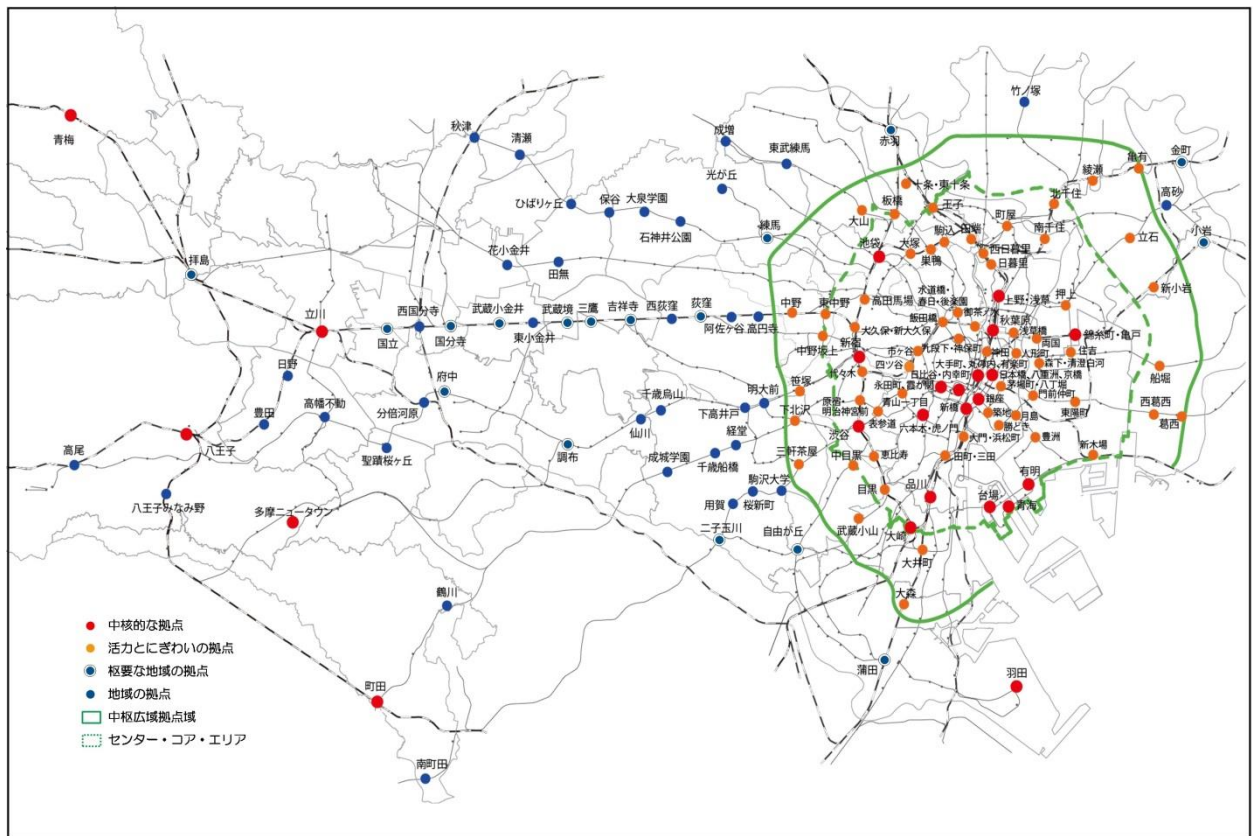 竹ノ塚
青梅
秋津
清瀬
成増
東武練馬
赤羽
亀有
金町
綾瀬
光が丘
十条・東十条
北千住
高砂
ひばりヶ丘
保谷
大泉学園
石神井公園
大山
板橋
王子
町屋
南千住
立石
小岩
練馬
駒込
田端
西日暮里
日暮里
池袋
大塚
巣鴨
花小金井
田無
拝島
新小岩
水道橋・
春日・後楽園
上野・浅草
押上
高田馬場
中野
東中野
飯田橋
御茶ノ水
秋葉原
浅草橋
錦糸町・亀戸
立川
西国分寺
武蔵小金井
武蔵境
三鷹
吉祥寺
西荻窪
荻窪
阿佐ヶ谷
高円寺
国立
国分寺
東小金井
大久保・新大久保
両国
中野坂上
新宿
市ヶ谷
九段下・神保町
神田
人形町
住吉
森下・清澄白河
四ツ谷
大手町、丸の内、有楽町
代々木
日比谷・内幸町
日本橋、八重洲、京橋
船堀
日野
府中
千歳烏山
明大前
笹塚
永田町、霞が関
茅場町・八丁堀
門前仲町
豊田
高幡不動
分倍河原
下高井戸
下北沢
原宿・
明治神宮前
青山一丁目
新橋
銀座
築地
月島
東陽町
西葛西
葛西
仙川
経堂
表参道
六本木・虎ノ門
勝どき
渋谷
高尾
八王子
聖蹟桜ヶ丘
調布
成城学園
千歳船橋
三軒茶屋
中目黒
恵比寿
大門・浜松町
豊洲
新木場
田町・三田
駒沢大学
桜新町
用賀
目黒
品川
有明
台場
青海
八王子みなみ野
多摩ニュータウン
二子玉川
自由が丘
武蔵小山
大崎
大井町
鶴川
大森
蒲田
羽田
町田
南町田
中核的な拠点
活力とにぎわいの拠点
枢要な地域の拠点
地域の拠点
中枢広域拠点域
センター・コア・エリア